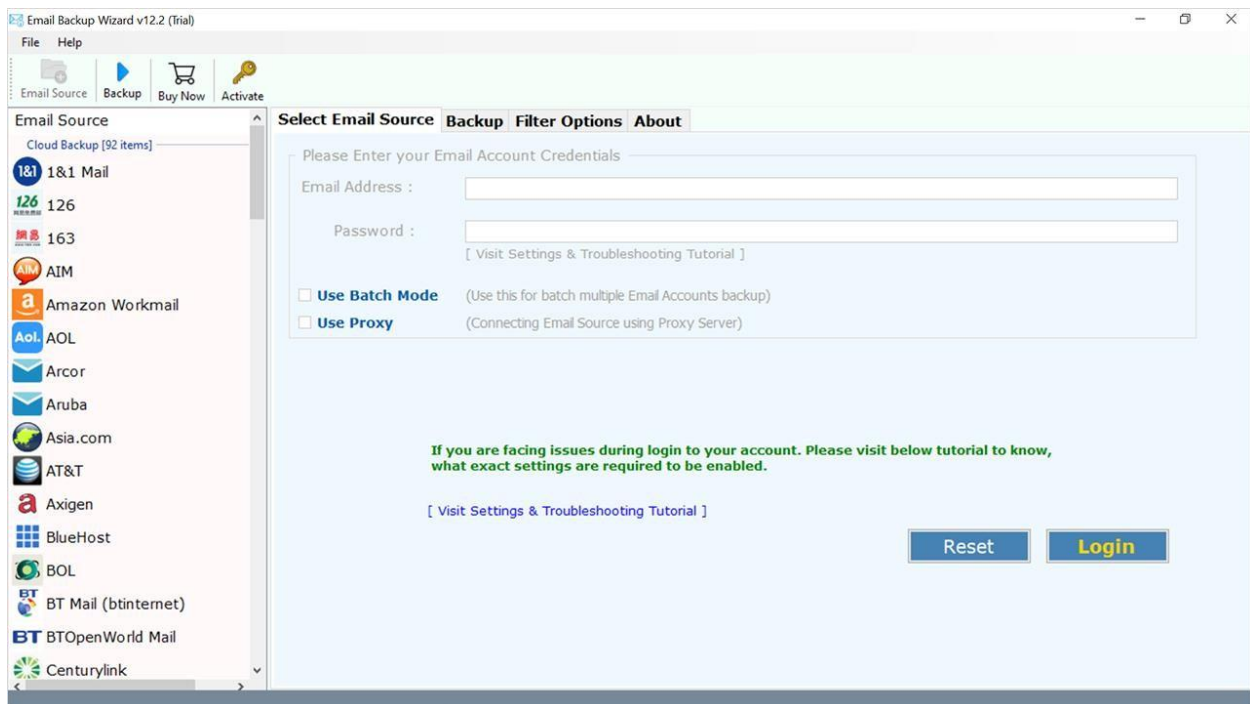 Email Backup Wizard v12.2 (Trial)
File Help
Email Source Backup Buy Now Activate
Email Source
Cloud Backup [92 items]
1&1 1&1 Mail
126 126
163
AIM AIM
a Amazon Workmail
Aol. AOL
Arcor
Aruba
Asia.com
AT&T
a Axigen
BlueHost
BOL
BT BT Mail (btinternet)
BT BTOpenWorld Mail
Centurylink
Select Email Source Backup Filter Options About
Please Enter your Email Account Credentials
Email Address :
Password :
[ Visit Settings & Troubleshooting Tutorial ]
Use Batch Mode (Use this for batch multiple Email Accounts backup)
Use Proxy (Connecting Email Source using Proxy Server)
If you are facing issues during login to your account. Please visit below tutorial to know,
what exact settings are required to be enabled.
[ Visit Settings & Troubleshooting Tutorial ]
Reset Login